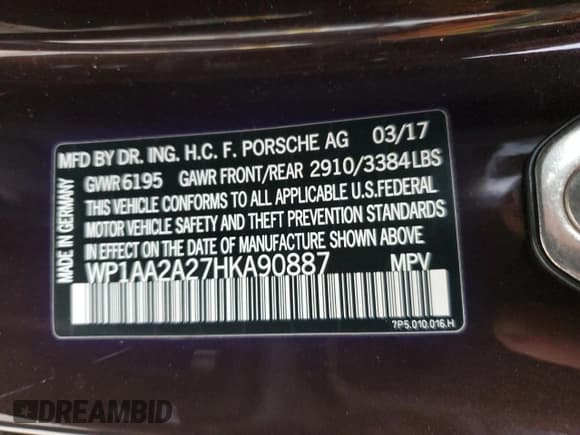 MFD BY DR. ING. H.C. F. PORSCHE AG 03/17
GVWR 6195 GAWR FRONT/REAR 2910/3384 LBS
THIS VEHICLE CONFORMS TO ALL APPLICABLE U.S. FEDERAL
MOTOR VEHICLE SAFETY AND THEFT PREVENTION STANDARDS
IN EFFECT ON THE DATE OF MANUFACTURE SHOWN ABOVE
WP1AA2A27HKA90887 MPV
7P5.010.016.H
MADE IN GERMANY
DREAMBID